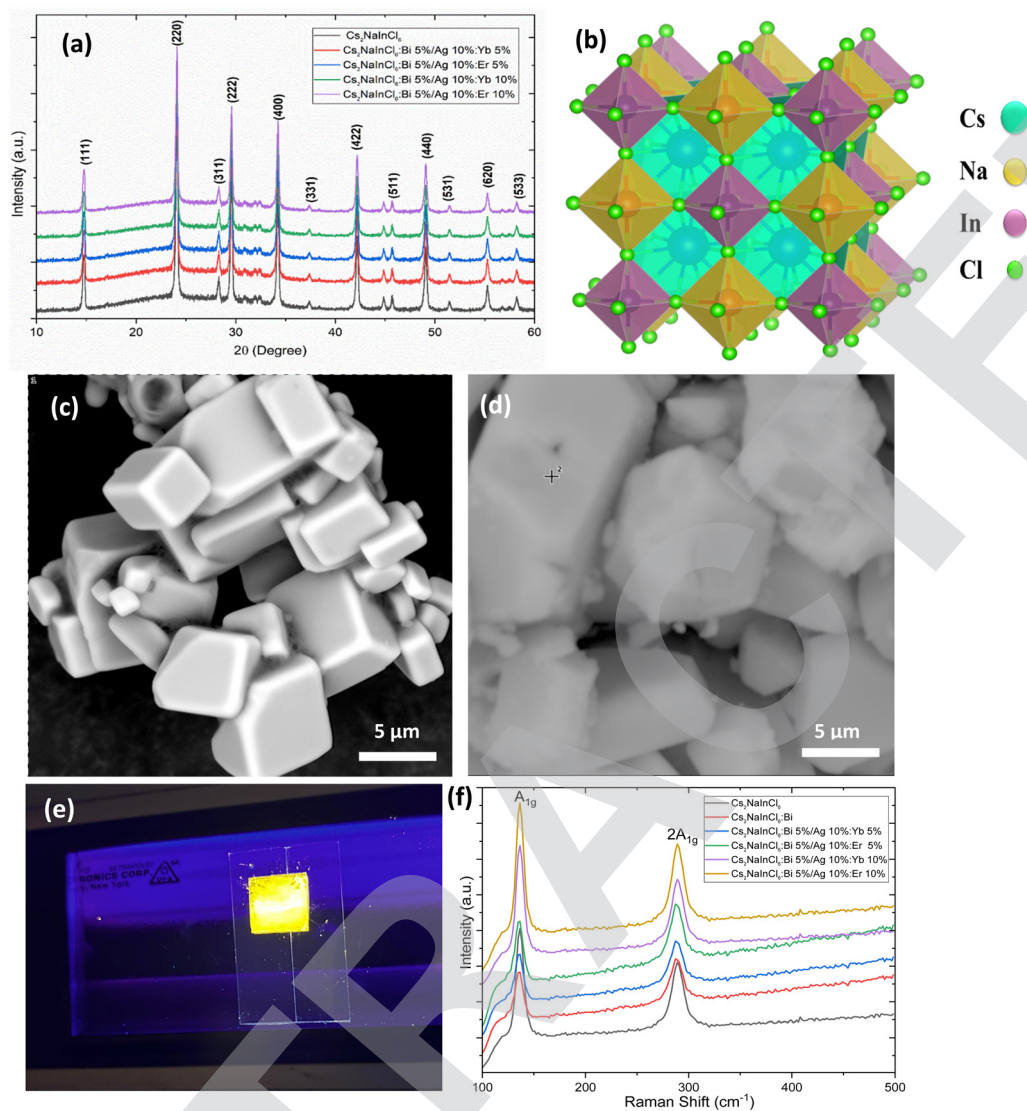 (a)
Cs₂NaInCl₆
Cs₂NaInCl₆:Bi 5%/Ag 10%:Yb 5%
Cs₂NaInCl₆:Bi 5%/Ag 10%:Er 5%
Cs₂NaInCl₆:Bi 5%/Ag 10%:Yb 10%
Cs₂NaInCl₆:Bi 5%/Ag 10%:Er 10%
(111)
(220)
(311)
(222)
(400)
(331)
(422)
(511)
(440)
(531)
(620)
(533)
Intensity (a.u.)
10 20 30 40 50 60
2θ (Degree)
(b)
Cs
Na
In
Cl
(c)
5 μm
(d)
2
5 μm
(e)
RONICS CORP.
New York
(f)
A₁g
2A₁g
Cs₂NaInCl₆
Cs₂NaInCl₆:Bi
Cs₂NaInCl₆:Bi 5%/Ag 10%:Yb 5%
Cs₂NaInCl₆:Bi 5%/Ag 10%:Er 5%
Cs₂NaInCl₆:Bi 5%/Ag 10%:Yb 10%
Cs₂NaInCl₆:Bi 5%/Ag 10%:Er 10%
Intensity (a.u.)
100 200 300 400 500
Raman Shift (cm⁻¹)